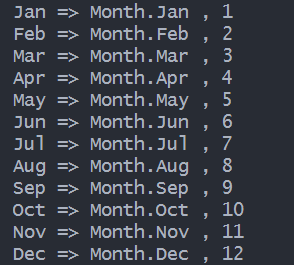 Jan => Month.Jan , 1
Feb => Month.Feb , 2
Mar => Month.Mar , 3
Apr => Month.Apr , 4
May => Month.May , 5
Jun => Month.Jun , 6
Jul => Month.Jul , 7
Aug => Month.Aug , 8
Sep => Month.Sep , 9
Oct => Month.Oct , 10
Nov => Month.Nov , 11
Dec => Month.Dec , 12